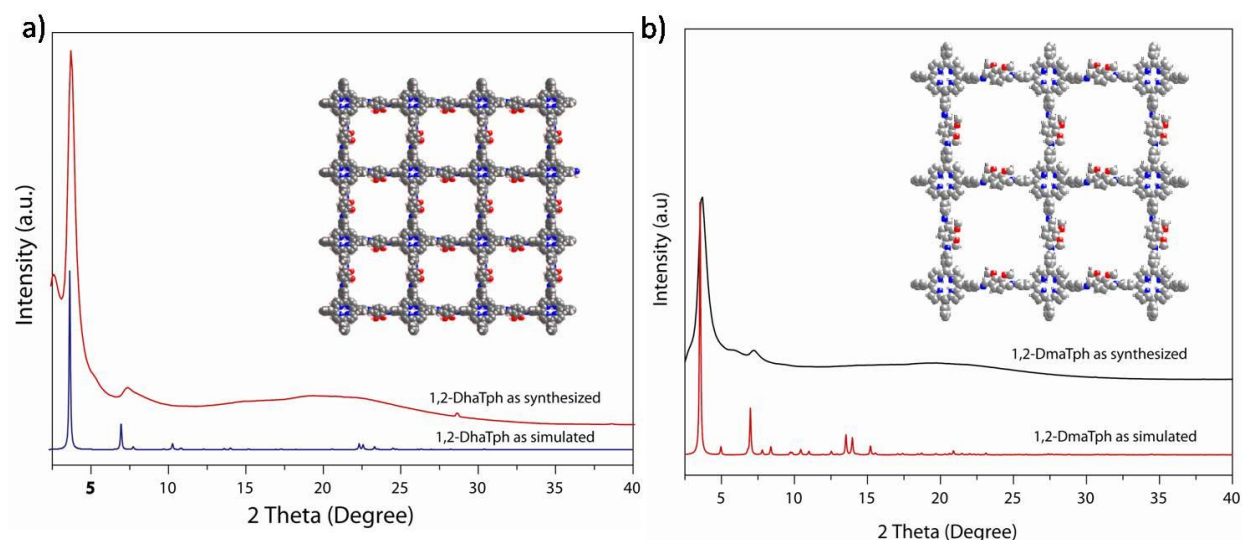 a)
Intensity (a.u.)
1,2-DhaTph as synthesized
1,2-DhaTph as simulated
5 10 15 20 25 30 35 40
2 Theta (Degree)
b)
Intensity (a.u)
1,2-DmaTph as synthesized
1,2-DmaTph as simulated
5 10 15 20 25 30 35 40
2 Theta (Degree)